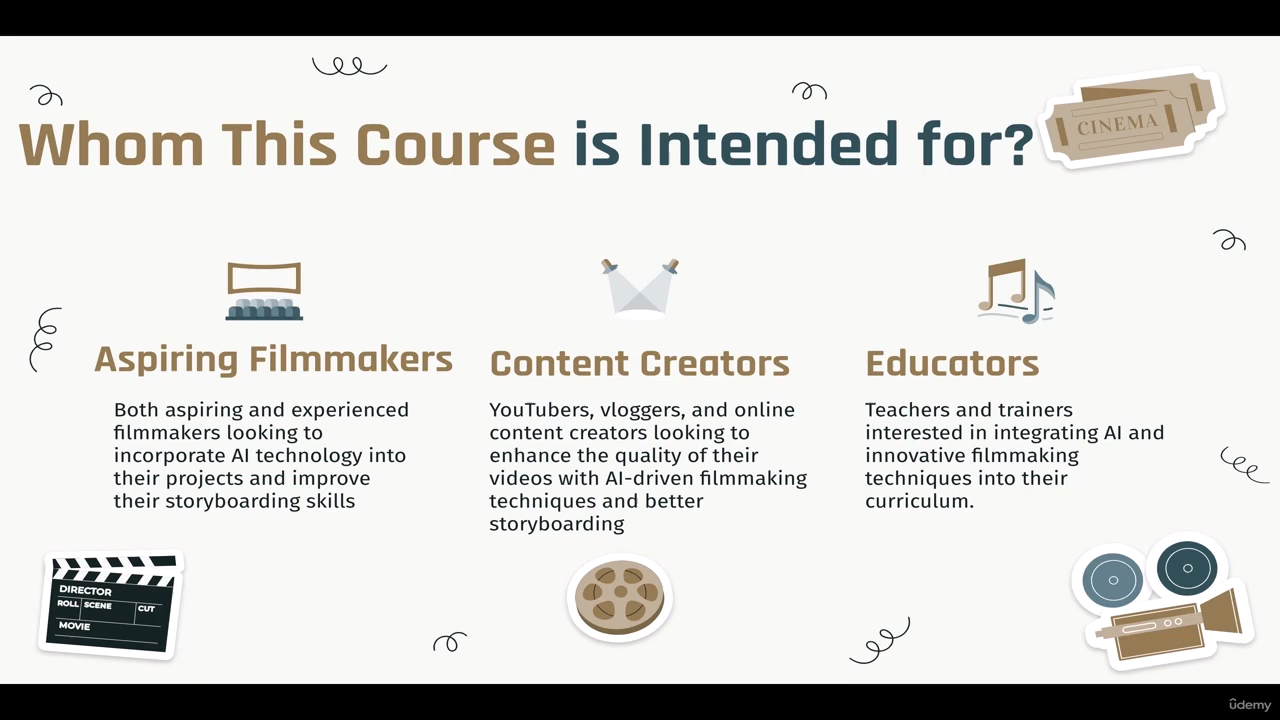 CINEMA
Whom This Course is Intended for?
Aspiring Filmmakers
Both aspiring and experienced
filmmakers looking to
incorporate AI technology into
their projects and improve
their storyboarding skills
Content Creators
YouTubers, vloggers, and online
content creators looking to
enhance the quality of their
videos with AI-driven filmmaking
techniques and better
storyboarding
Educators
Teachers and trainers
interested in integrating AI and
innovative filmmaking
techniques into their
curriculum.
DIRECTOR
ROLL SCENE CUT
MOVIE
ûdemy